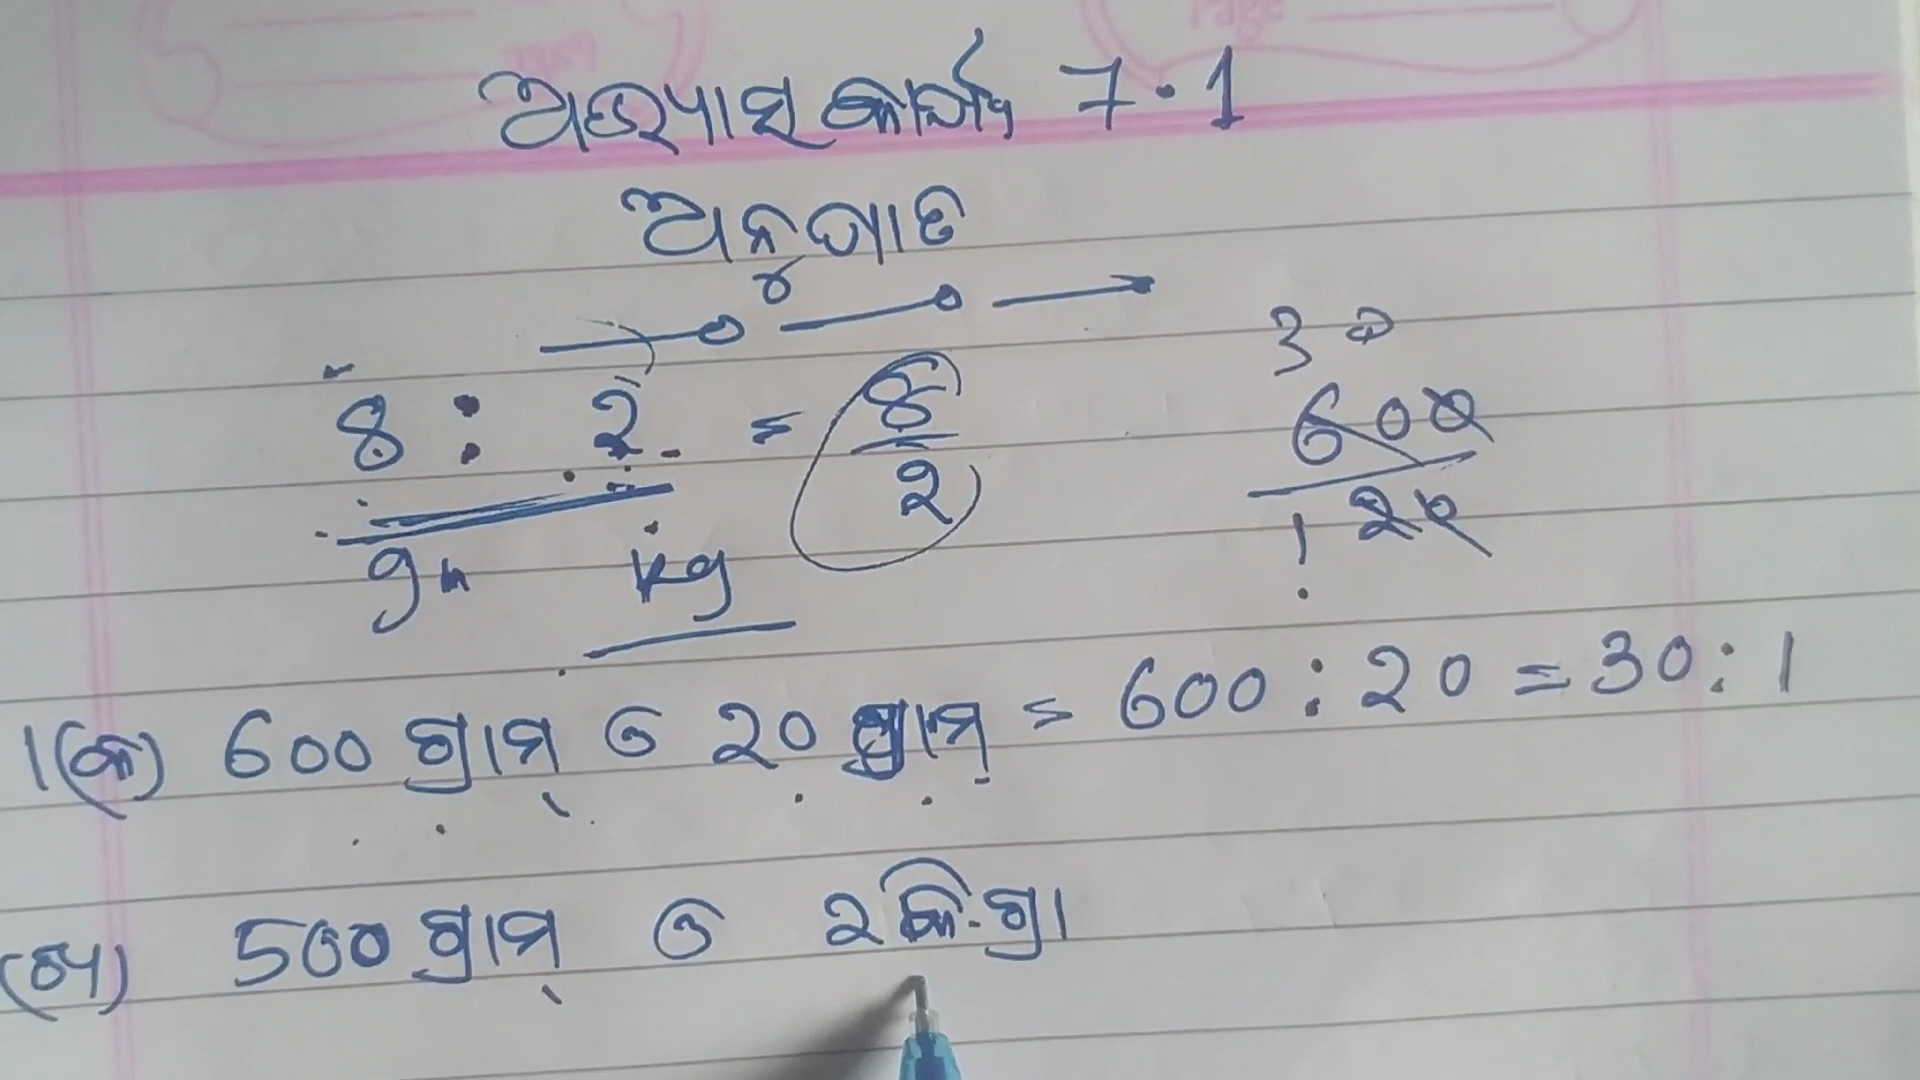 ଅଭ୍ୟାସ କାର୍ଯ୍ୟ 7.1
ଅନୁପାତ
8 : 2 = 8/2
gm kg
30
600
20
1
1(କ) 600 ଗ୍ରାମ୍ ଓ 20 ଗ୍ରାମ୍ = 600 : 20 = 30 : 1
(ଖ) 500 ଗ୍ରାମ୍ ଓ 2 କି.ଗ୍ରା